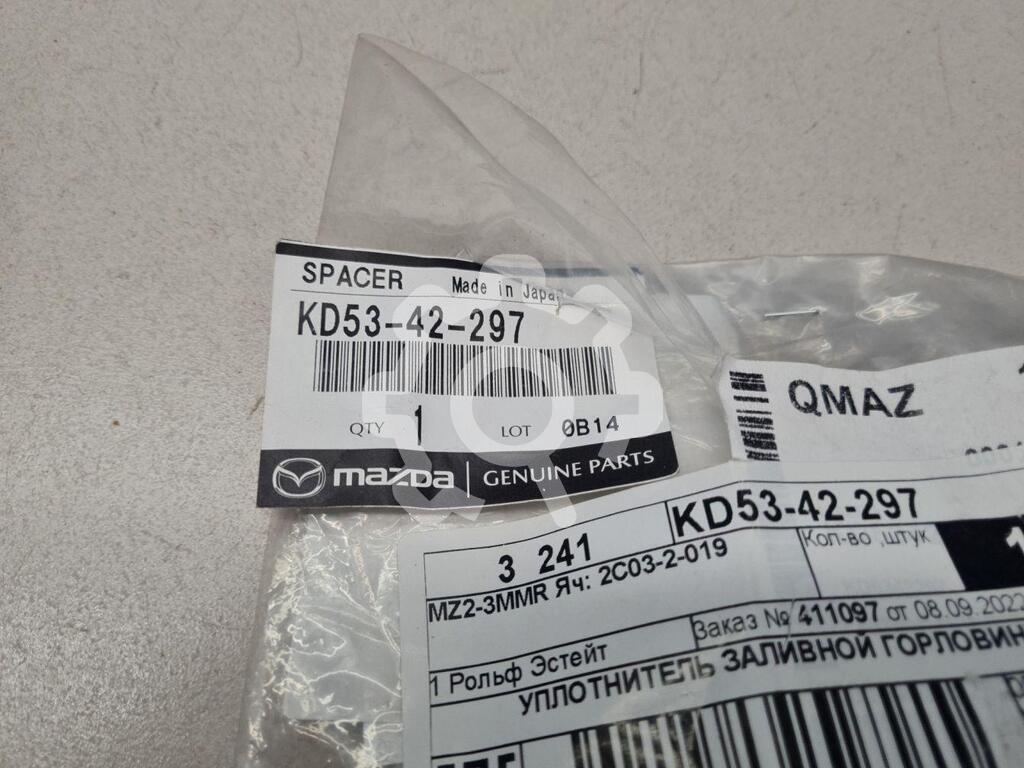 SPACER Made in Japan
KD53-42-297
QTY 1 LOT 0B14
mazda GENUINE PARTS
QMAZ
3 241 KD53-42-297
MZ2-3MMR Яч: 2C03-2-019 Кол-во ,штук 1
1 Рольф Эстейт Заказ № 411097 от 08.09.2022
УПЛОТНИТЕЛЬ ЗАЛИВНОЙ ГОРЛОВИН